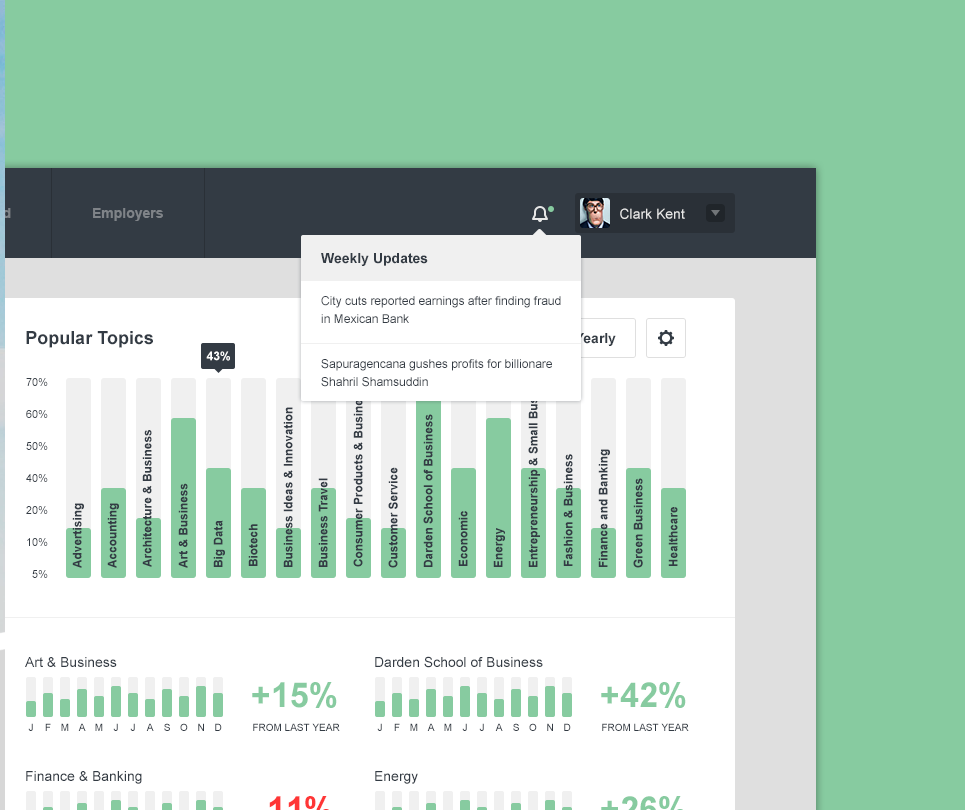 d
Employers
Clark Kent
Weekly Updates
City cuts reported earnings after finding fraud
in Mexican Bank
Sapuragencana gushes profits for billionare
Shahril Shamsuddin
Popular Topics
Yearly
43%
70%
60%
50%
40%
20%
10%
5%
Advertising
Accounting
Architecture & Business
Art & Business
Big Data
Biotech
Business Ideas & Innovation
Business Travel
Consumer Products & Busine
Customer Service
Darden School of Business
Economic
Energy
Entrepreneurship & Small Bus
Fashion & Business
Finance and Banking
Green Business
Healthcare
Art & Business
J F M A M J J A S O N D
+15%
FROM LAST YEAR
Darden School of Business
J F M A M J J A S O N D
+42%
FROM LAST YEAR
Finance & Banking
11%
Energy
+26%